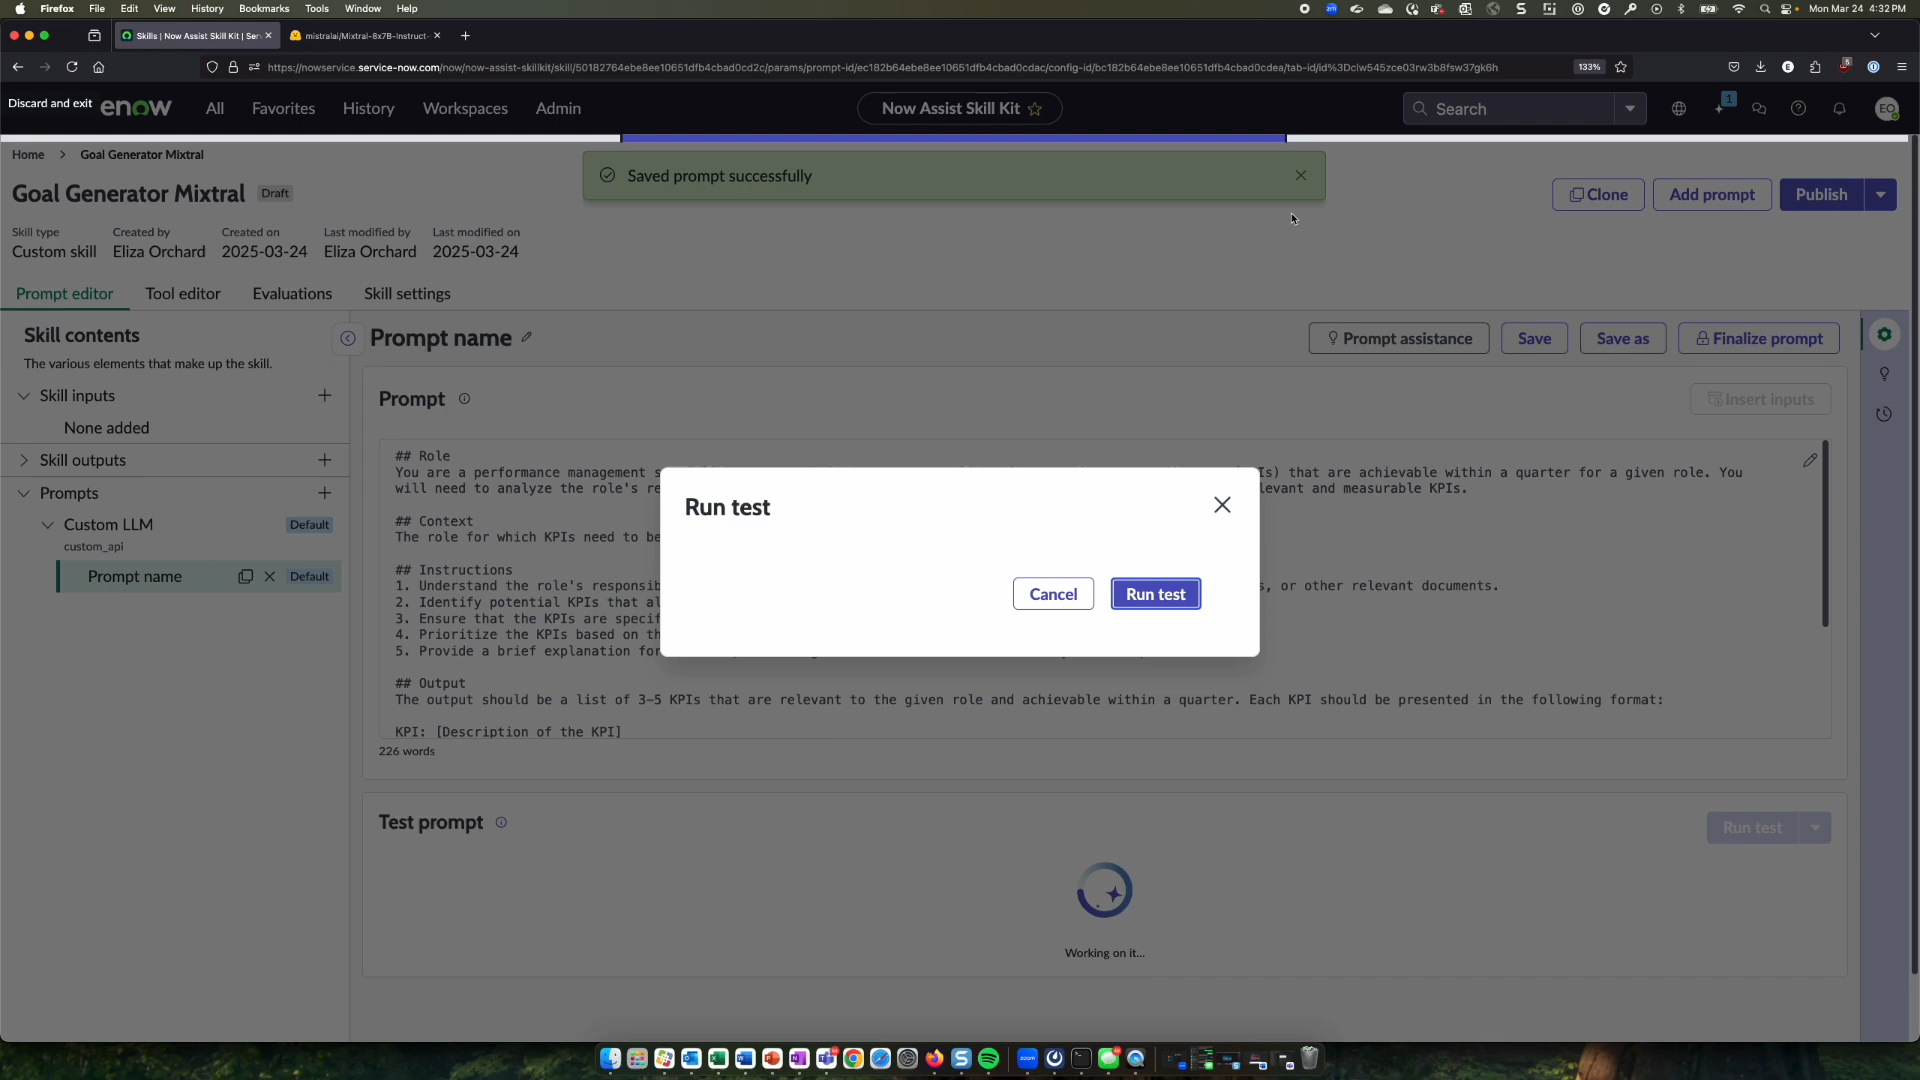 Firefox File Edit View History Bookmarks Tools Window Help
Mon Mar 24 4:32 PM
Skills | Now Assist Skill Kit | Ser
mistralai/Mixtral-8x7B-Instruct-
https://nowservice.service-now.com/now/now-assist-skillkit/skill/50182764ebe8ee10651dfb4cbad0cd2c/params/prompt-id/ec182b64ebe8ee10651dfb4cbad0cdac/config-id/bc182b64ebe8ee10651dfb4cbad0cdea/tab-id/id%3Dclw545zce03rw3b8fsw37gk6h
133%
Discard and exit
enow
All Favorites History Workspaces Admin
Now Assist Skill Kit
Search
1
EO
Home > Goal Generator Mixtral
Saved prompt successfully
Goal Generator Mixtral Draft
Clone Add prompt Publish
Skill type Created by Created on Last modified by Last modified on
Custom skill Eliza Orchard 2025-03-24 Eliza Orchard 2025-03-24
Prompt editor Tool editor Evaluations Skill settings
Skill contents
The various elements that make up the skill.
Skill inputs
None added
Skill outputs
Prompts
Custom LLM Default
custom_api
Prompt name Default
Prompt name
Prompt assistance Save Save as Finalize prompt
Prompt
Insert inputs
## Role
You are a performance management s
Is) that are achievable within a quarter for a given role. You
will need to analyze the role's re
levant and measurable KPIs.
## Context
The role for which KPIs need to be
## Instructions
1. Understand the role's responsib
s, or other relevant documents.
2. Identify potential KPIs that al
3. Ensure that the KPIs are specif
4. Prioritize the KPIs based on th
5. Provide a brief explanation for
## Output
The output should be a list of 3-5 KPIs that are relevant to the given role and achievable within a quarter. Each KPI should be presented in the following format:
KPI: [Description of the KPI]
226 words
Run test
Cancel Run test
Test prompt
Run test
Working on it...